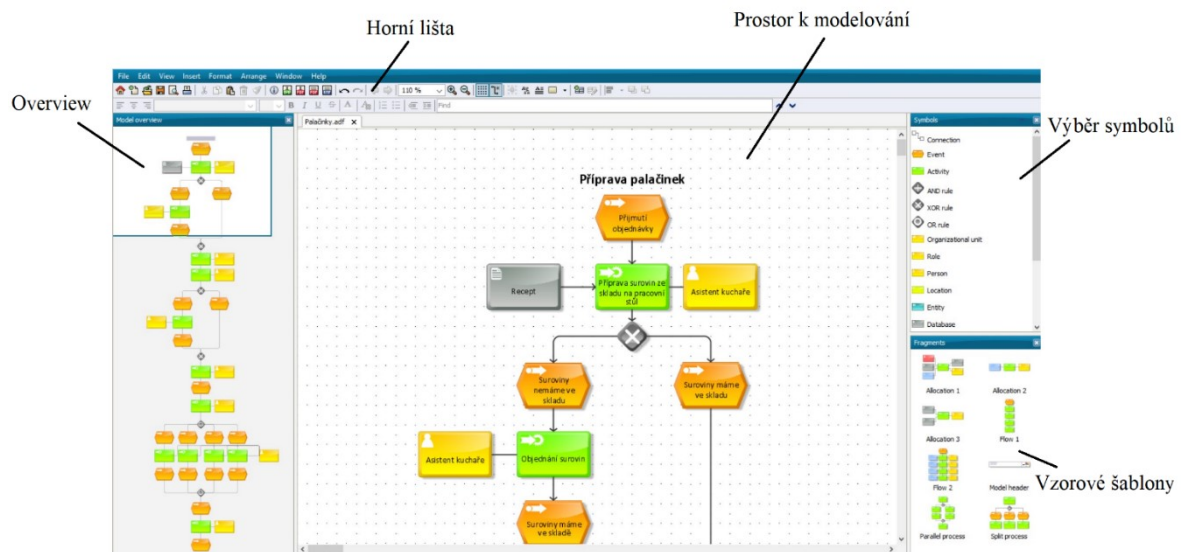 Horní lišta
Prostor k modelování
Overview
Výběr symbolů
Vzorové šablony
File Edit View Insert Format Arrange Window Help
110 %
B I U S A
Find
Model overview
Palačinky.adf
Příprava palačinek
Přijmutí
objednávky
Recept
Příprava surovin ze
skladu na pracovní
stůl
Asistent kuchaře
Suroviny
nemáme ve
skladu
Suroviny máme
ve skladu
Asistent kuchaře
Objednání surovin
Suroviny máme
ve skladě
Symbols
Connection
Event
Activity
AND rule
XOR rule
OR rule
Organizational unit
Role
Person
Location
Entity
Database
Fragments
Allocation 1
Allocation 2
Allocation 3
Flow 1
Flow 2
Model header
Parallel process
Split process